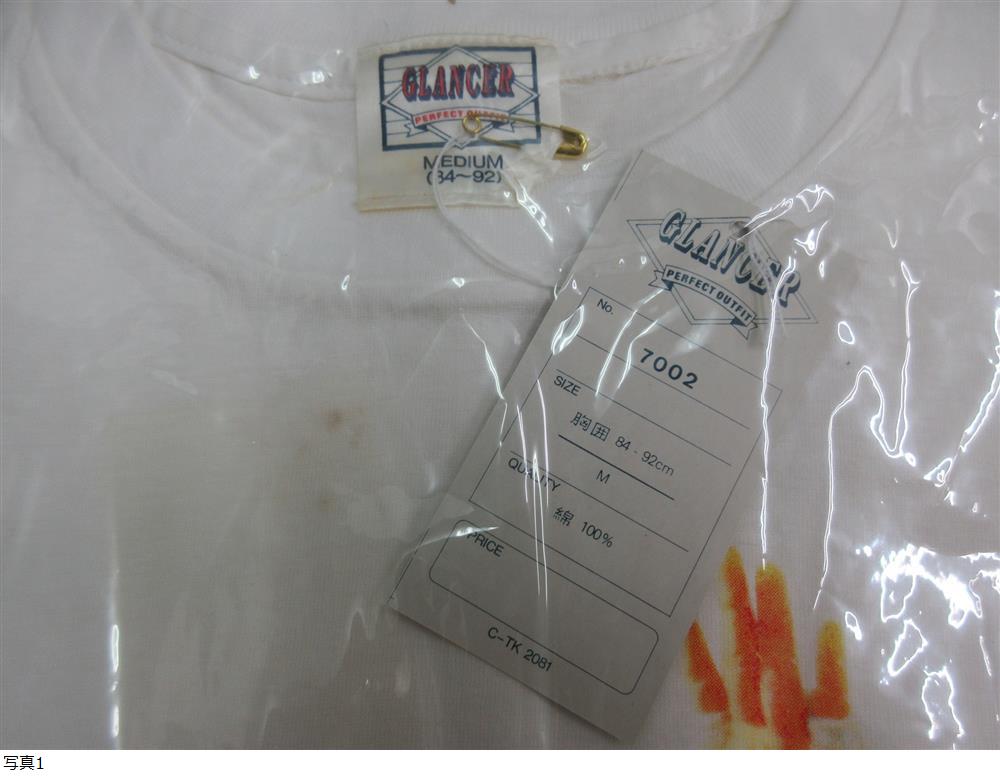 GLANCER
PERFECT OUTFIT
MEDIUM
(84～92)
GLANCER
PERFECT OUTFIT
No.
7002
SIZE
胸囲 84-92cm
M
QUALITY
綿 100%
PRICE
C-TK 2081
写真1